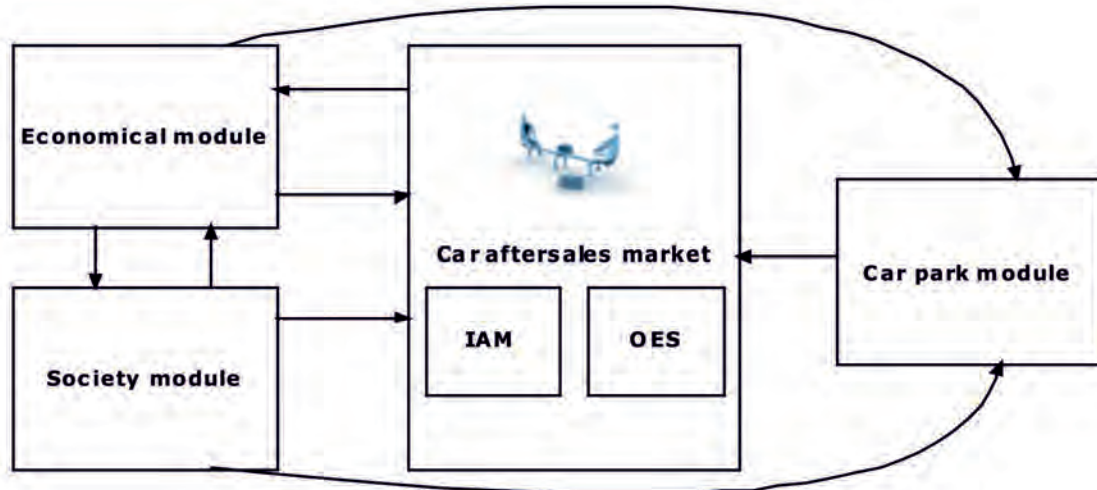 Economical module
Car aftersales market
Car park module
IAM
OES
Society module